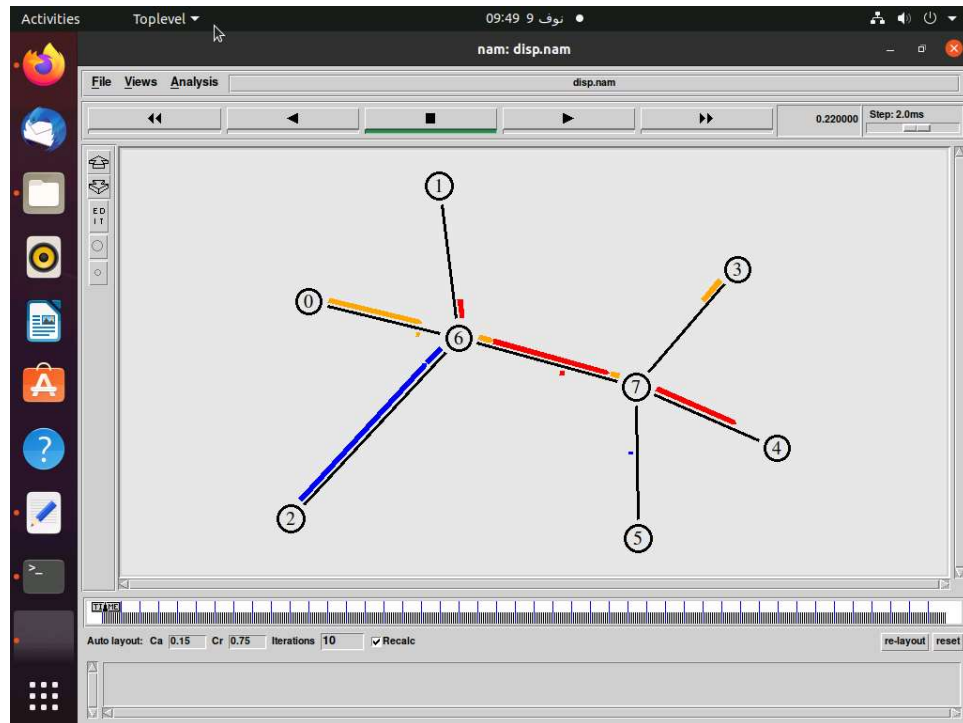 Activities Toplevel 09:49 9 نوف
nam: disp.nam
File Views Analysis disp.nam
0.220000 Step: 2.0ms
E D
I T
1
3
0
6
7
4
2
5
>_
TIME
Auto layout: Ca 0.15 Cr 0.75 Iterations 10 Recalc re-layout reset